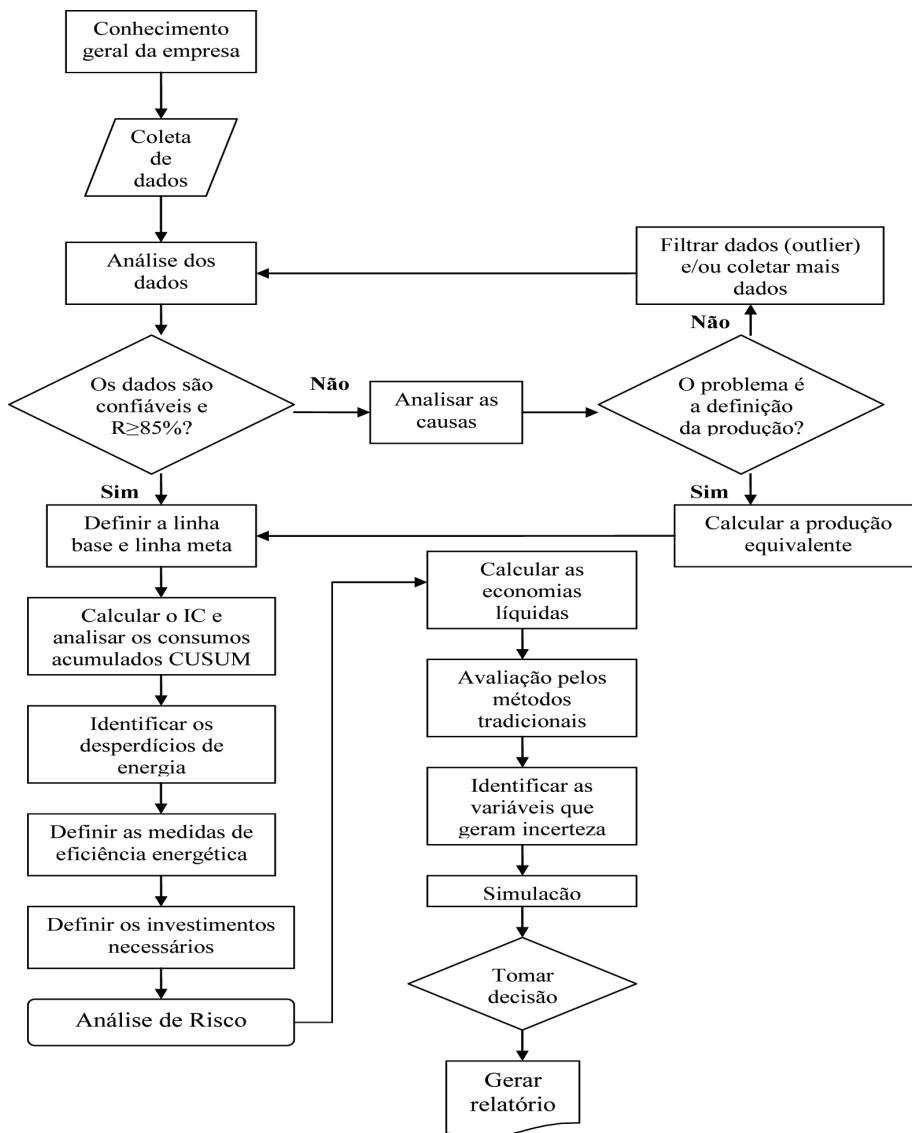 Conhecimento
geral da empresa
Coleta
de
dados
Análise dos
dados
Filtrar dados (outlier)
e/ou coletar mais
dados
Não
Os dados são
confiáveis e
R≥85%?
Não
Analisar as
causas
O problema é
a definição
da produção?
Sim
Sim
Definir a linha
base e linha meta
Calcular a produção
equivalente
Calcular o IC e
analisar os consumos
acumulados CUSUM
Identificar os
desperdícios de
energia
Definir as medidas de
eficiência energética
Definir os investimentos
necessários
Análise de Risco
Calcular as
economias
líquidas
Avaliação pelos
métodos
tradicionais
Identificar as
variáveis que
geram incerteza
Simulacão
Tomar
decisão
Gerar
relatório